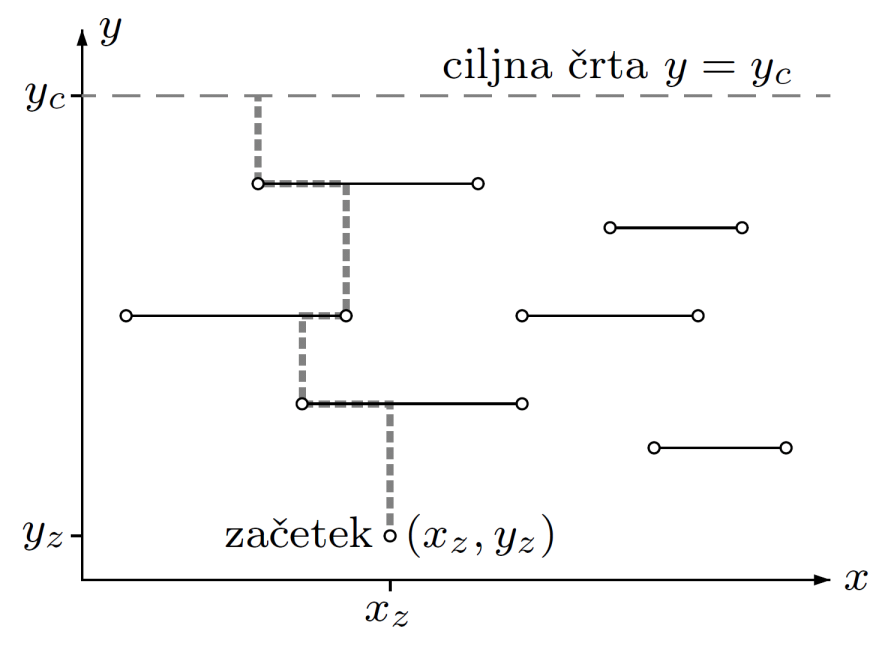 y
ciljna črta y = y_c
y_c
začetek (x_z, y_z)
y_z
x
x_z